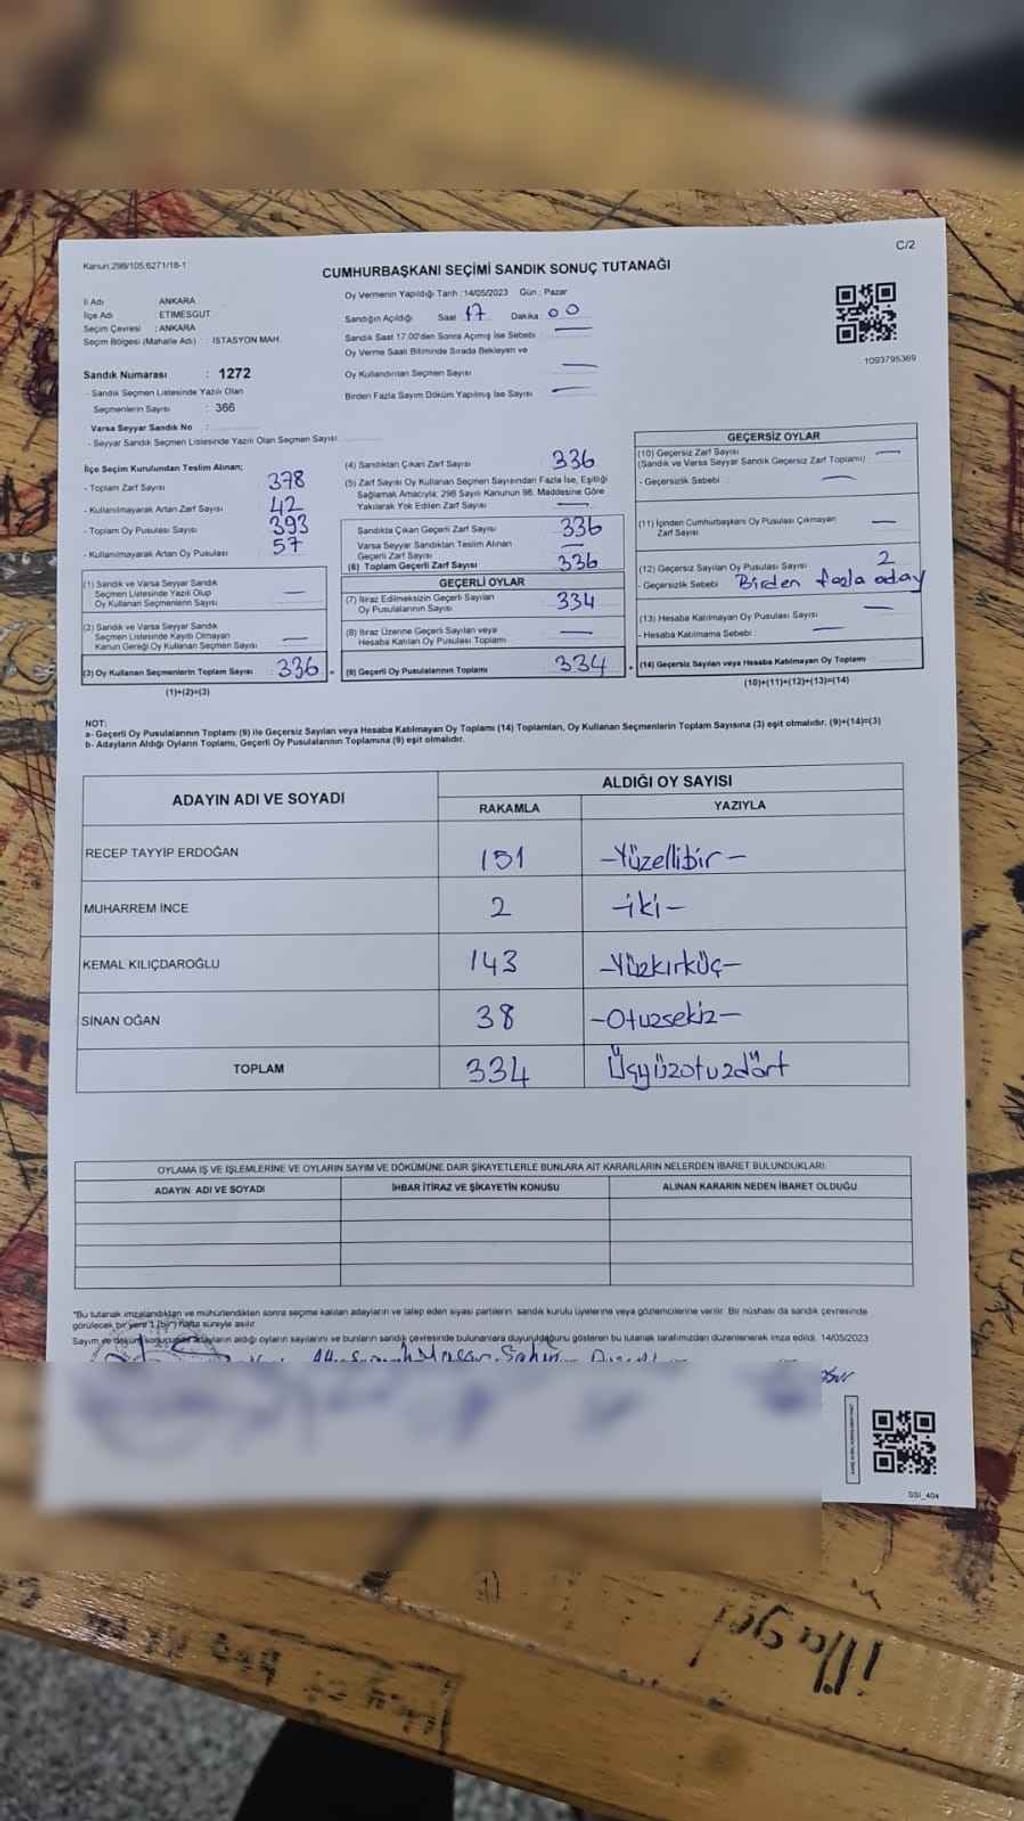 C/2
Kanun:298/105,6271/18-1
CUMHURBAŞKANI SEÇİMİ SANDIK SONUÇ TUTANAĞI
İl Adı ANKARA
İlçe Adı : ETİMESGUT
Seçim Çevresi : ANKARA
Seçim Bölgesi (Mahalle Adı) İSTASYON MAH.
Sandık Numarası : 1272
- Sandık Seçmen Listesinde Yazılı Olan
Seçmenlerin Sayısı : 366
Varsa Seyyar Sandık No :
- Seyyar Sandık Seçmen Listesinde Yazılı Olan Seçmen Sayısı
Oy Vermenin Yapıldığı Tarih : 14/05/2023 Gün : Pazar
Sandığın Açıldığı Saat 17 Dakika 00
Sandık Saat 17.00'den Sonra Açılmış İse Sebebi : —
Oy Verme Saati Bitiminde Sırada Bekleyen ve
Oy Kullandırılan Seçmen Sayısı —
Birden Fazla Sayım Döküm Yapılmış İse Sayısı —
1093795369
İlçe Seçim Kurulundan Teslim Alınan;
- Toplam Zarf Sayısı 378
- Kullanılmayarak Artan Zarf Sayısı 42
- Toplam Oy Pusulası Sayısı 393
- Kullanılmayarak Artan Oy Pusulası 57
(1) Sandık ve Varsa Seyyar Sandık
Seçmen Listesinde Yazılı Olup
Oy Kullanan Seçmenlerin Sayısı —
(2) Sandık ve Varsa Seyyar Sandık
Seçmen Listesinde Kayıtlı Olmayan
Kanun Gereği Oy Kullanan Seçmen Sayısı —
(3) Oy Kullanan Seçmenlerin Toplam Sayısı 336
(1)+(2)=(3)
(4) Sandıktan Çıkan Zarf Sayısı 336
(5) Zarf Sayısı Oy Kullanan Seçmen Sayısından Fazla İse, Eşitliği
Sağlamak Amacıyla, 298 Sayılı Kanunun 98. Maddesine Göre
Yakılarak Yok Edilen Zarf Sayısı —
Sandıkta Çıkan Geçerli Zarf Sayısı 336
Varsa Seyyar Sandıktan Teslim Alınan
Geçerli Zarf Sayısı —
(6) Toplam Geçerli Zarf Sayısı 336
GEÇERLİ OYLAR
(7) İtiraz Edilmeksizin Geçerli Sayılan
Oy Pusulalarının Sayısı 334
(8) İtiraz Üzerine Geçerli Sayılan veya
Hesaba Katılan Oy Pusulası Toplamı —
(9) Geçerli Oy Pusulalarının Toplamı 334
GEÇERSİZ OYLAR
(10) Geçersiz Zarf Sayısı
(Sandık ve Varsa Seyyar Sandık Geçersiz Zarf Toplamı) —
- Geçersizlik Sebebi : —
(11) İçinden Cumhurbaşkanı Oy Pusulası Çıkmayan
Zarf Sayısı —
(12) Geçersiz Sayılan Oy Pusulası Sayısı 2
- Geçersizlik Sebebi Birden fazla aday
(13) Hesaba Katılmayan Oy Pusulası Sayısı —
- Hesaba Katılmama Sebebi : —
(14) Geçersiz Sayılan veya Hesaba Katılmayan Oy Toplamı
(10)+(11)+(12)+(13)=(14)
NOT:
a- Geçerli Oy Pusulalarının Toplamı (9) ile Geçersiz Sayılan veya Hesaba Katılmayan Oy Toplamı (14) Toplamları, Oy Kullanan Seçmenlerin Toplam Sayısına (3) eşit olmalıdır. (9)+(14)=(3)
b- Adayların Aldığı Oyların Toplamı, Geçerli Oy Pusulalarının Toplamına (9) eşit olmalıdır.
ADAYIN ADI VE SOYADI ALDIĞI OY SAYISI
RAKAMLA YAZIYLA
RECEP TAYYİP ERDOĞAN 151 -Yüzellibir-
MUHARREM İNCE 2 -iki-
KEMAL KILIÇDAROĞLU 143 -Yüzkırküç-
SİNAN OĞAN 38 -Otuzsekiz-
TOPLAM 334 Üçyüzotuzdört
OYLAMA İŞ VE İŞLEMLERİNE VE OYLARIN SAYIM VE DÖKÜMÜNE DAİR ŞİKAYETLERLE BUNLARA AİT KARARLARIN NELERDEN İBARET BULUNDUKLARI
ADAYIN ADI VE SOYADI İHBAR İTİRAZ VE ŞİKAYETİN KONUSU ALINAN KARARIN NEDEN İBARET OLDUĞU
"Bu tutanak imzalandıktan ve mühürlendikten sonra seçime katılan adayların ve talep eden siyasi partilerin sandık kurulu üyelerine veya gözlemcilerine verilir. Bir nüshası da sandık çevresinde
görülecek bir yere 1 (bir) hafta süreyle asılır.
Sayım ve döküm sonuçları adayların aldığı oyların sayılarını ve bunların sandık çevresinde bulunanlara duyurulduğunu gösteren bu tutanak tarafımızdan düzenlenerek imza edildi. 14/05/2023
SSI_404
illa get